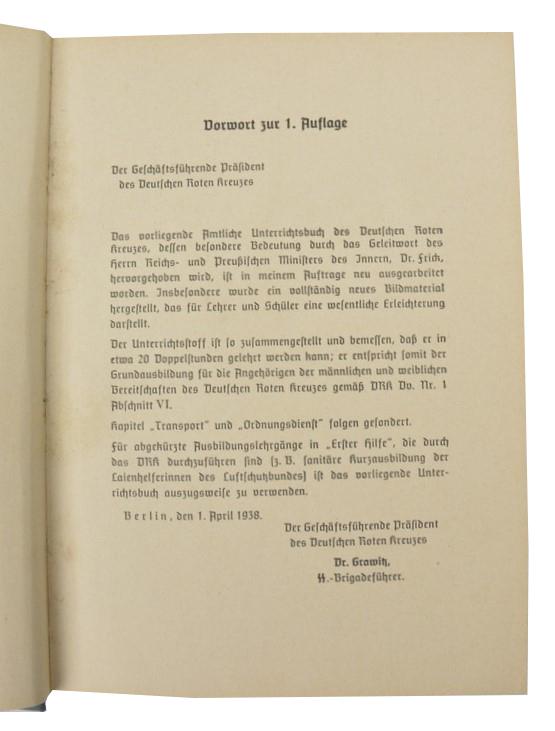 Vorwort zur 1. Auflage
Der Geschäftsführende Präsident
des Deutschen Roten Kreuzes
Das vorliegende Amtliche Unterrichtsbuch des Deutschen Roten
Kreuzes, dessen besondere Bedeutung durch das Geleitwort des
Herrn Reichs- und Preußischen Ministers des Innern, Dr. Frick,
hervorgehoben wird, ist in meinem Auftrage neu ausgearbeitet
worden. Insbesondere wurde ein vollständig neues Bildmaterial
hergestellt, das für Lehrer und Schüler eine wesentliche Erleichterung
darstellt.
Der Unterrichtsstoff ist so zusammengestellt und bemessen, daß er in
etwa 20 Doppelstunden gelehrt werden kann; er entspricht somit der
Grundausbildung für die Angehörigen der männlichen und weiblichen
Bereitschaften des Deutschen Roten Kreuzes gemäß DRK Dv. Nr. 1
Abschnitt VI.
Kapitel „Transport“ und „Ordnungsdienst“ folgen gesondert.
Für abgekürzte Ausbildungslehrgänge in „Erster Hilfe“, die durch
das DRK durchzuführen sind (z. B. sanitäre Kurzausbildung der
Laienhelferinnen des Luftschutzbundes) ist das vorliegende Unter-
richtsbuch auszugsweise zu verwenden.
Berlin, den 1. April 1938.
Der Geschäftsführende Präsident
des Deutschen Roten Kreuzes
Dr. Grawitz,
SS.-Brigadeführer.